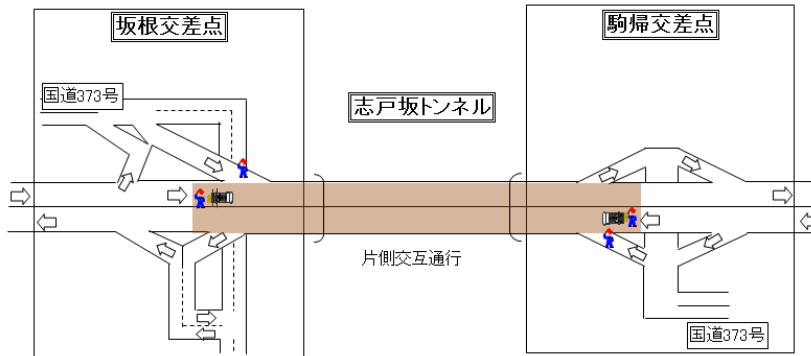 坂根交差点
駒帰交差点
国道373号
志戸坂トンネル
片側交互通行
国道373号